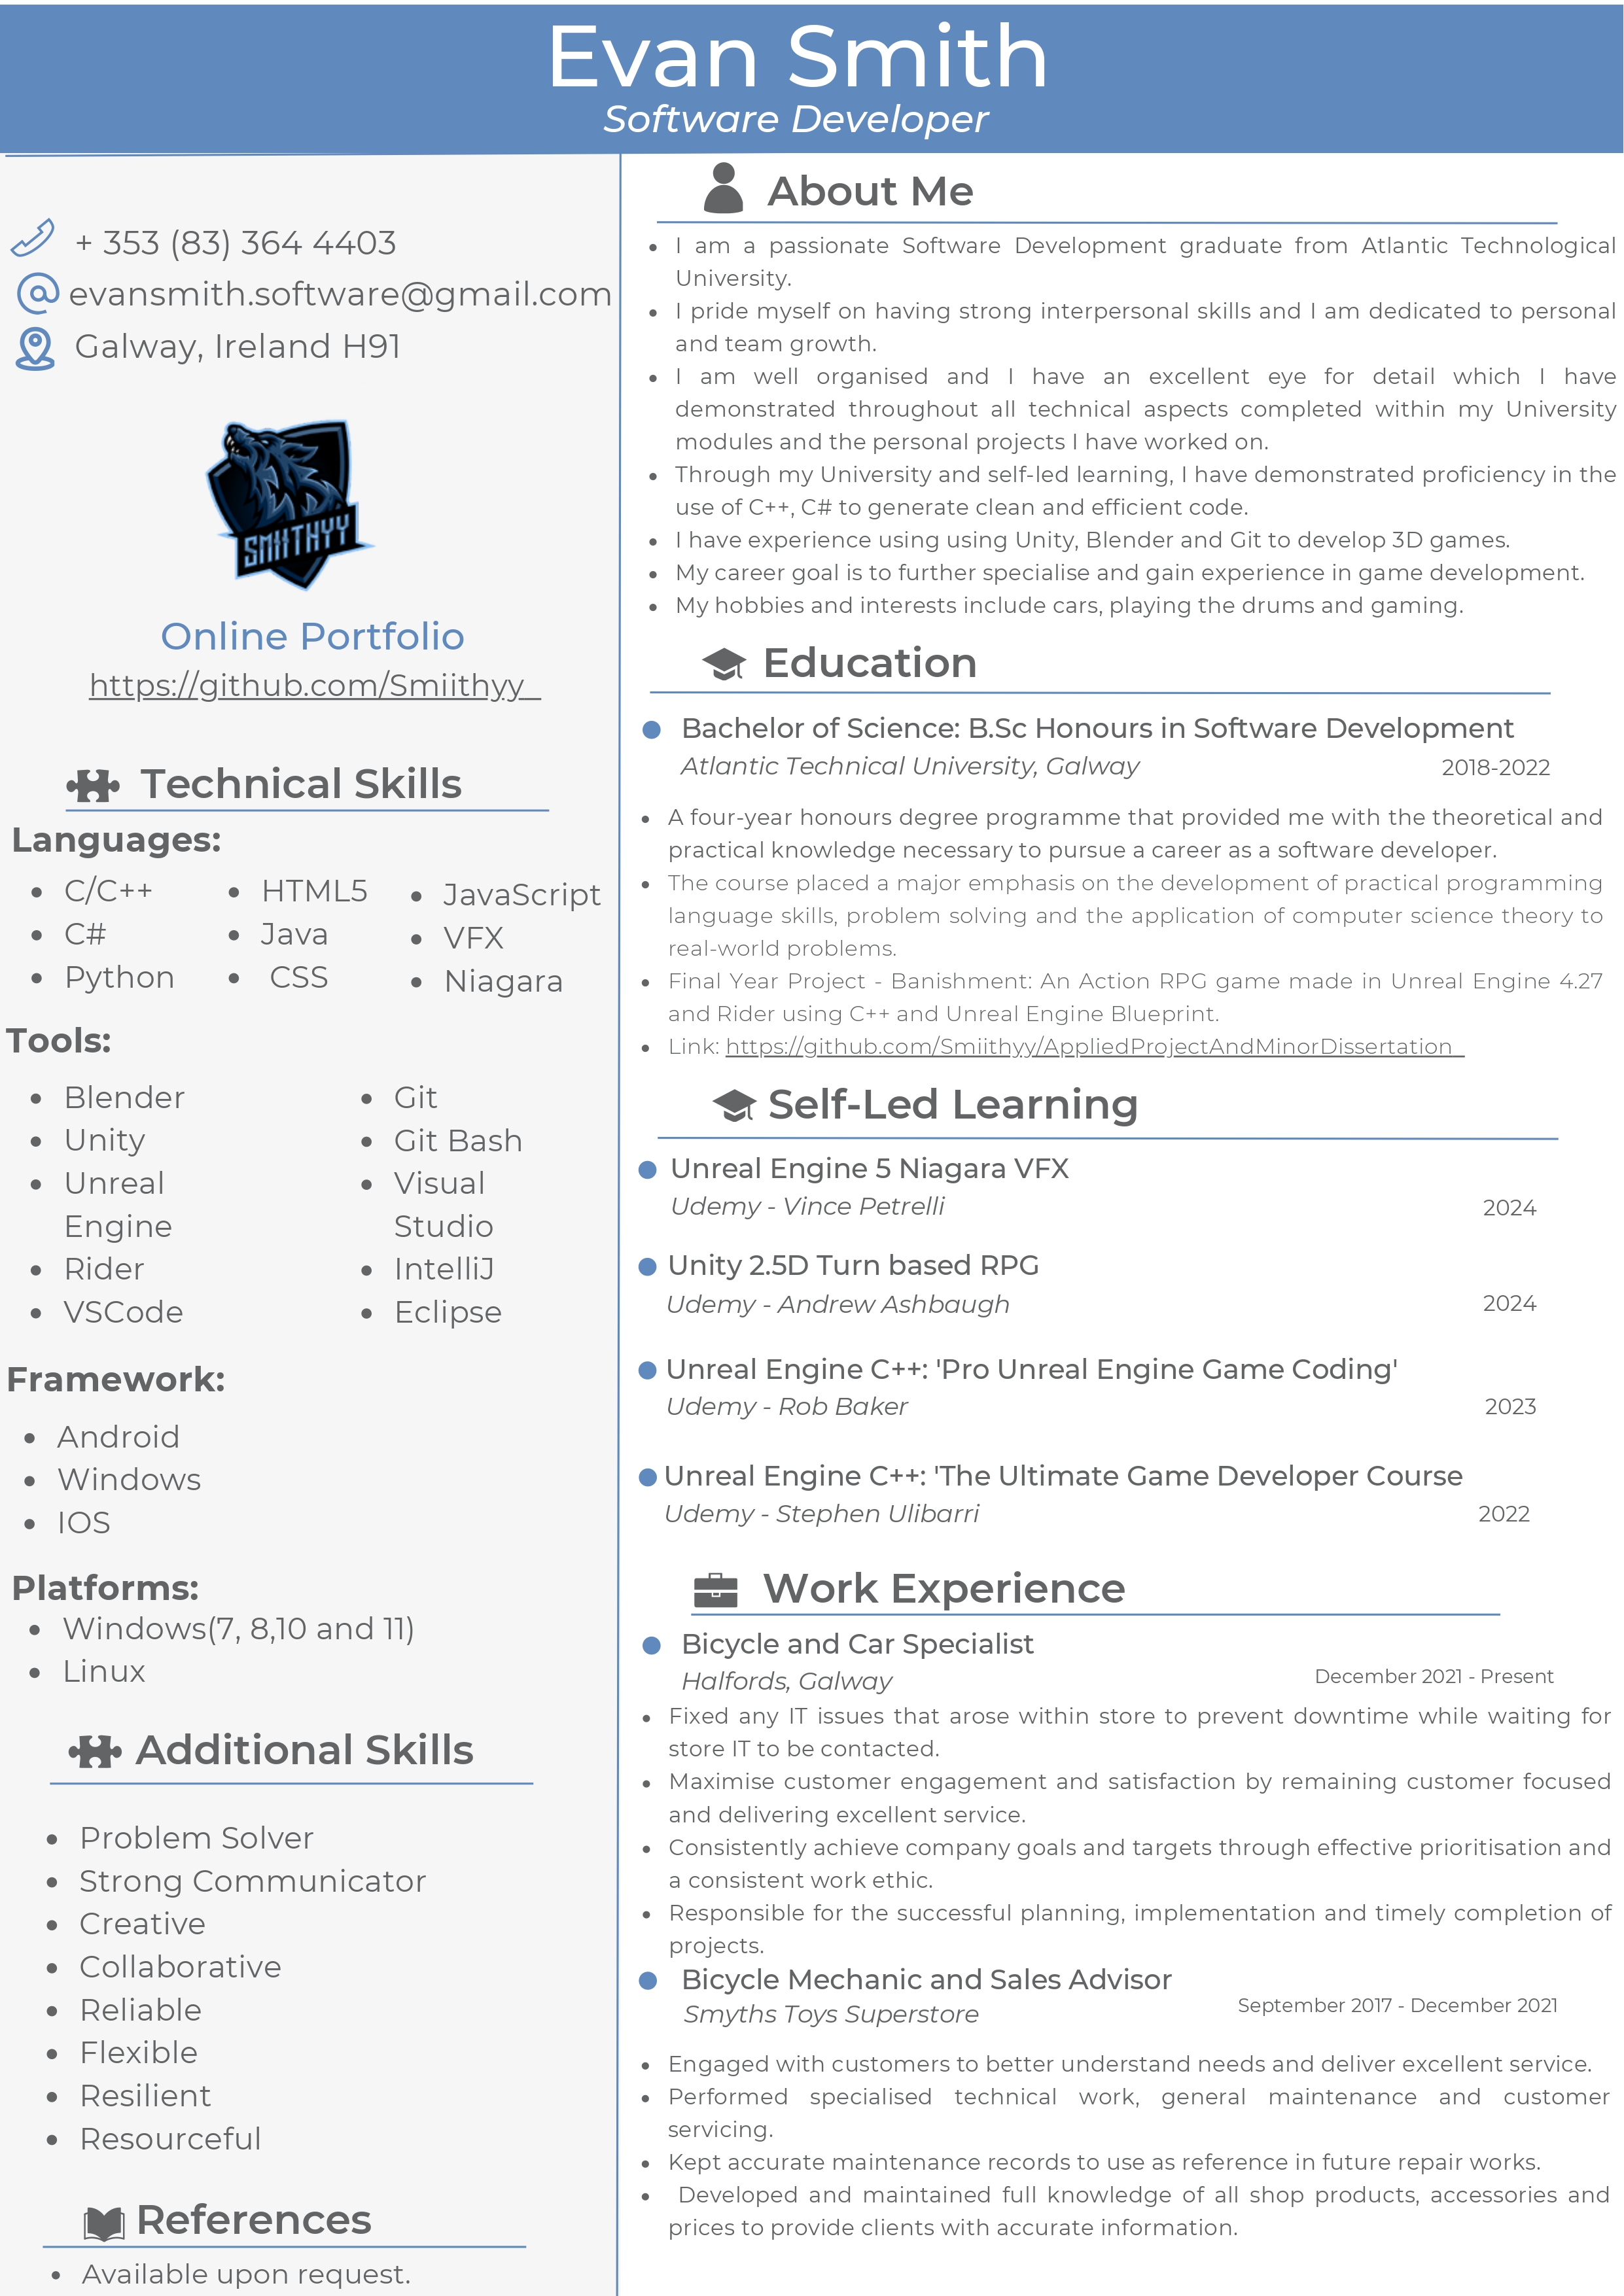 Evan Smith
Software Developer
+ 353 (83) 364 4403
evansmith.software@gmail.com
Galway, Ireland H91
SMIITHYY
Online Portfolio
https://github.com/Smiithyy
Technical Skills
Languages:
C/C++
C#
Python
HTML5
Java
CSS
JavaScript
VFX
Niagara
Tools:
Blender
Unity
Unreal
Engine
Rider
VSCode
Git
Git Bash
Visual
Studio
IntelliJ
Eclipse
Framework:
Android
Windows
IOS
Platforms:
Windows(7, 8,10 and 11)
Linux
Additional Skills
Problem Solver
Strong Communicator
Creative
Collaborative
Reliable
Flexible
Resilient
Resourceful
References
Available upon request.
About Me
I am a passionate Software Development graduate from Atlantic Technological
University.
I pride myself on having strong interpersonal skills and I am dedicated to personal
and team growth.
I am well organised and I have an excellent eye for detail which I have
demonstrated throughout all technical aspects completed within my University
modules and the personal projects I have worked on.
Through my University and self-led learning, I have demonstrated proficiency in the
use of C++, C# to generate clean and efficient code.
I have experience using using Unity, Blender and Git to develop 3D games.
My career goal is to further specialise and gain experience in game development.
My hobbies and interests include cars, playing the drums and gaming.
Education
Bachelor of Science: B.Sc Honours in Software Development
Atlantic Technical University, Galway 2018-2022
A four-year honours degree programme that provided me with the theoretical and
practical knowledge necessary to pursue a career as a software developer.
The course placed a major emphasis on the development of practical programming
language skills, problem solving and the application of computer science theory to
real-world problems.
Final Year Project - Banishment: An Action RPG game made in Unreal Engine 4.27
and Rider using C++ and Unreal Engine Blueprint.
Link: https://github.com/Smiithyy/AppliedProjectAndMinorDissertation
Self-Led Learning
Unreal Engine 5 Niagara VFX
Udemy - Vince Petrelli 2024
Unity 2.5D Turn based RPG
Udemy - Andrew Ashbaugh 2024
Unreal Engine C++: 'Pro Unreal Engine Game Coding'
Udemy - Rob Baker 2023
Unreal Engine C++: 'The Ultimate Game Developer Course
Udemy - Stephen Ulibarri 2022
Work Experience
Bicycle and Car Specialist
Halfords, Galway December 2021 - Present
Fixed any IT issues that arose within store to prevent downtime while waiting for
store IT to be contacted.
Maximise customer engagement and satisfaction by remaining customer focused
and delivering excellent service.
Consistently achieve company goals and targets through effective prioritisation and
a consistent work ethic.
Responsible for the successful planning, implementation and timely completion of
projects.
Bicycle Mechanic and Sales Advisor
Smyths Toys Superstore September 2017 - December 2021
Engaged with customers to better understand needs and deliver excellent service.
Performed specialised technical work, general maintenance and customer
servicing.
Kept accurate maintenance records to use as reference in future repair works.
Developed and maintained full knowledge of all shop products, accessories and
prices to provide clients with accurate information.